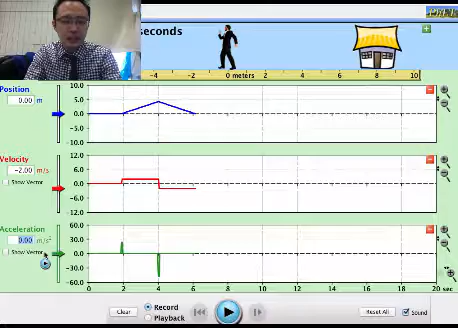 seconds
-4 -2 0 meters 2 4 6 8 10
Position
0.00 m
10.0
5.0
0.0
-5.0
-10.0
Velocity
-2.00 m/s
Show Vector
12.0
6.0
0.0
-6.0
-12.0
Acceleration
0.00 m/s²
Show Vector
60.0
30.0
0.0
-30.0
-60.0
0 2 4 6 8 10 12 14 16 18 20 sec
Clear
Record
Playback
Reset All
Sound